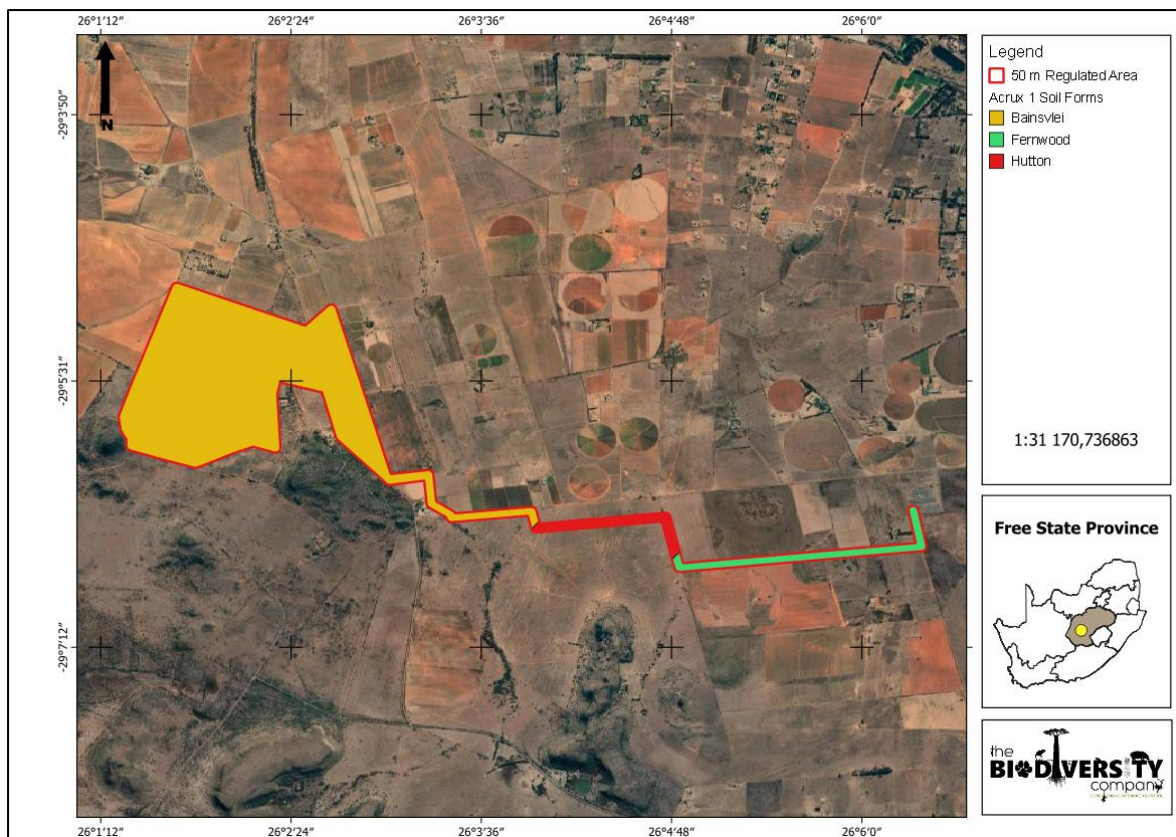 26°1'12" 26°2'24" 26°3'36" 26°4'48" 26°6'0"
N
-29°3'50"
-29°5'31"
-29°7'12"
26°1'12" 26°2'24" 26°3'36" 26°4'48" 26°6'0"
Legend
50 m Regulated Area
Acrux 1 Soil Forms
Bainsvlei
Fernwood
Hutton
1:31 170,736863
Free State Province
the
BIODIVERSITY
company